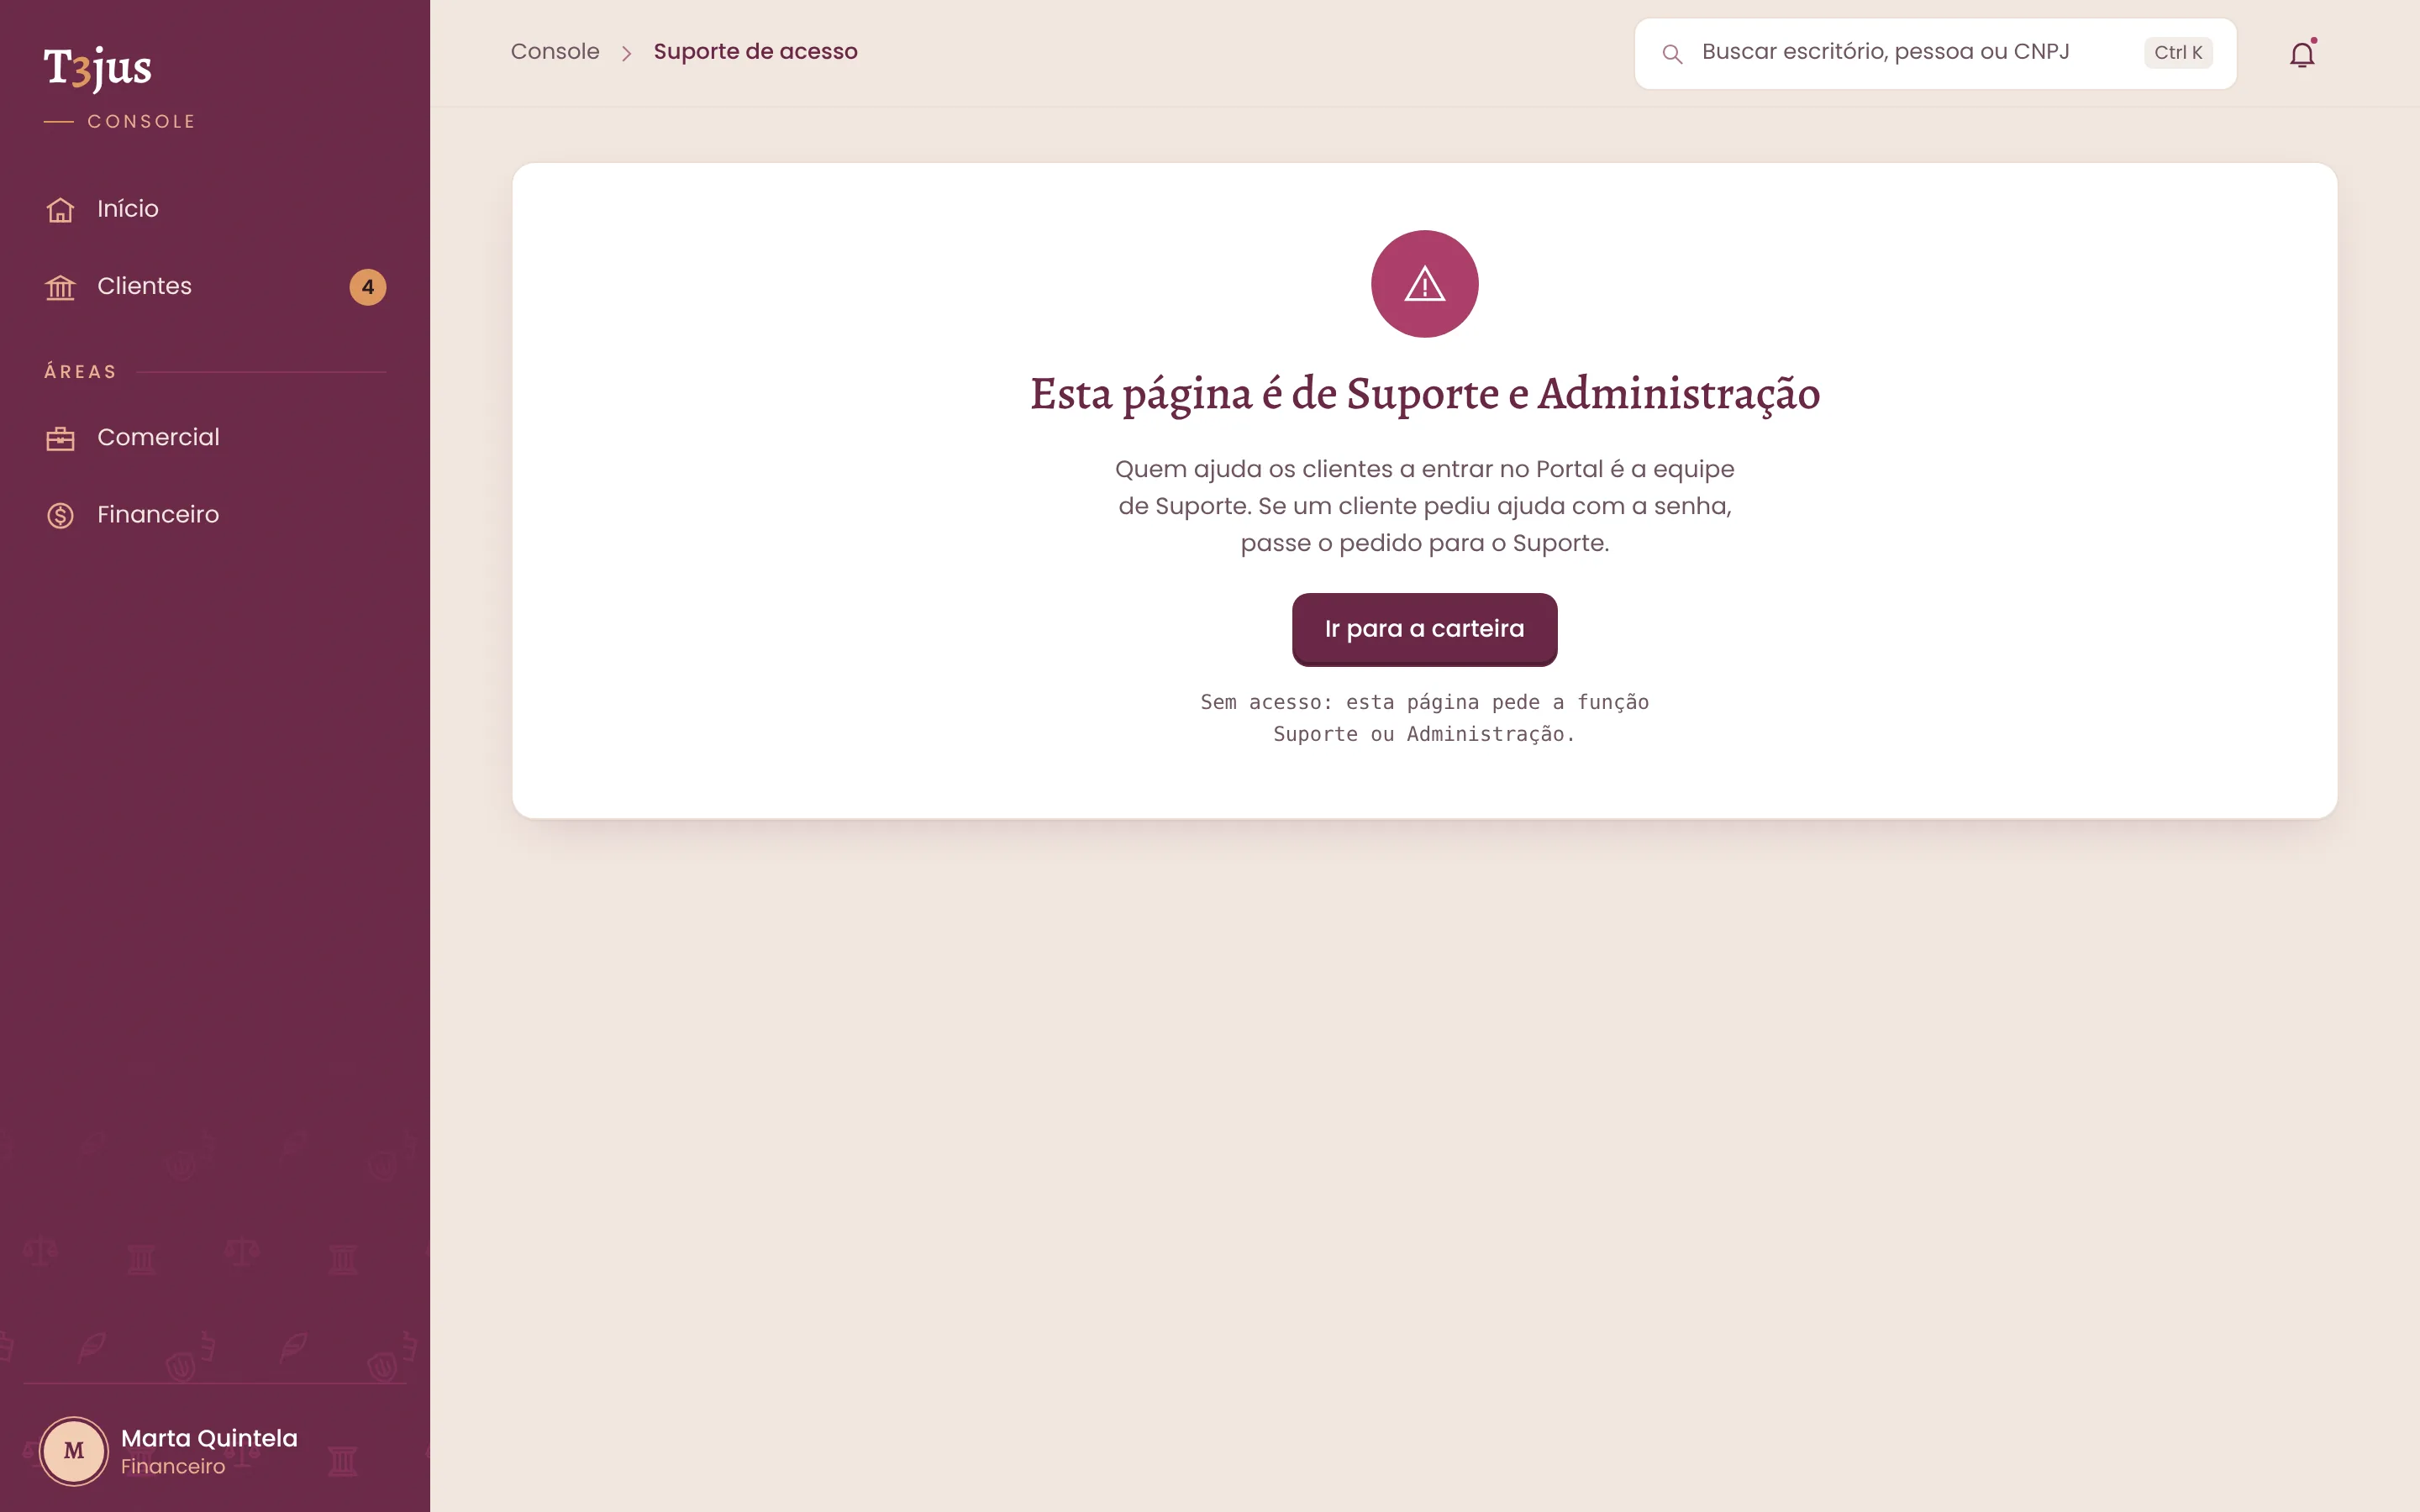 T3jus
CONSOLE
Início
Clientes
4
ÁREAS
Comercial
Financeiro
M
Marta Quintela
Financeiro
Console
Suporte de acesso
Buscar escritório, pessoa ou CNPJ
Ctrl K
Esta página é de Suporte e Administração
Quem ajuda os clientes a entrar no Portal é a equipe
de Suporte. Se um cliente pediu ajuda com a senha,
passe o pedido para o Suporte.
Ir para a carteira
Sem acesso: esta página pede a função
Suporte ou Administração.